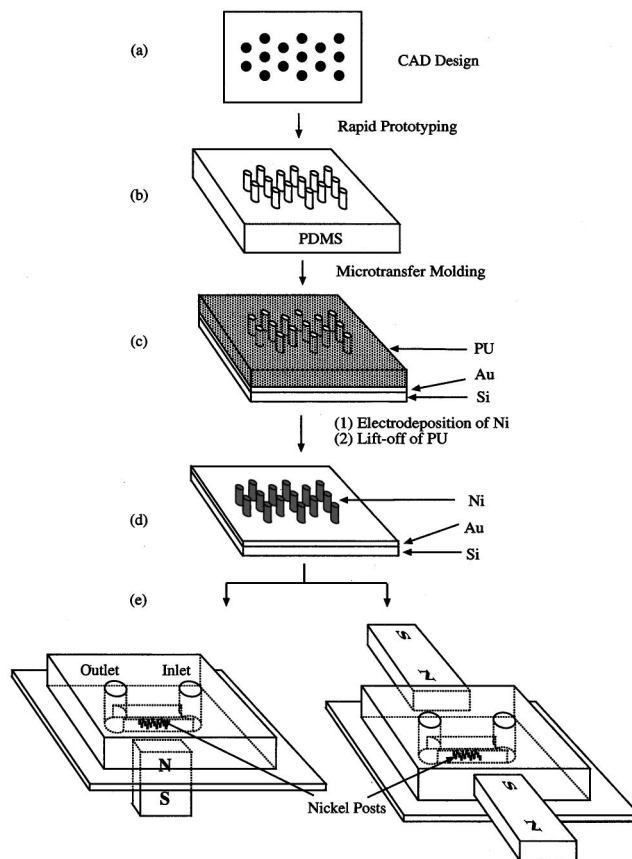 (a)
CAD Design
Rapid Prototyping
(b)
PDMS
Microtransfer Molding
(c)
PU
Au
Si
(1) Electrodeposition of Ni
(2) Lift-off of PU
(d)
Ni
Au
Si
(e)
Outlet
Inlet
N
S
S
N
S
N
Nickel Posts